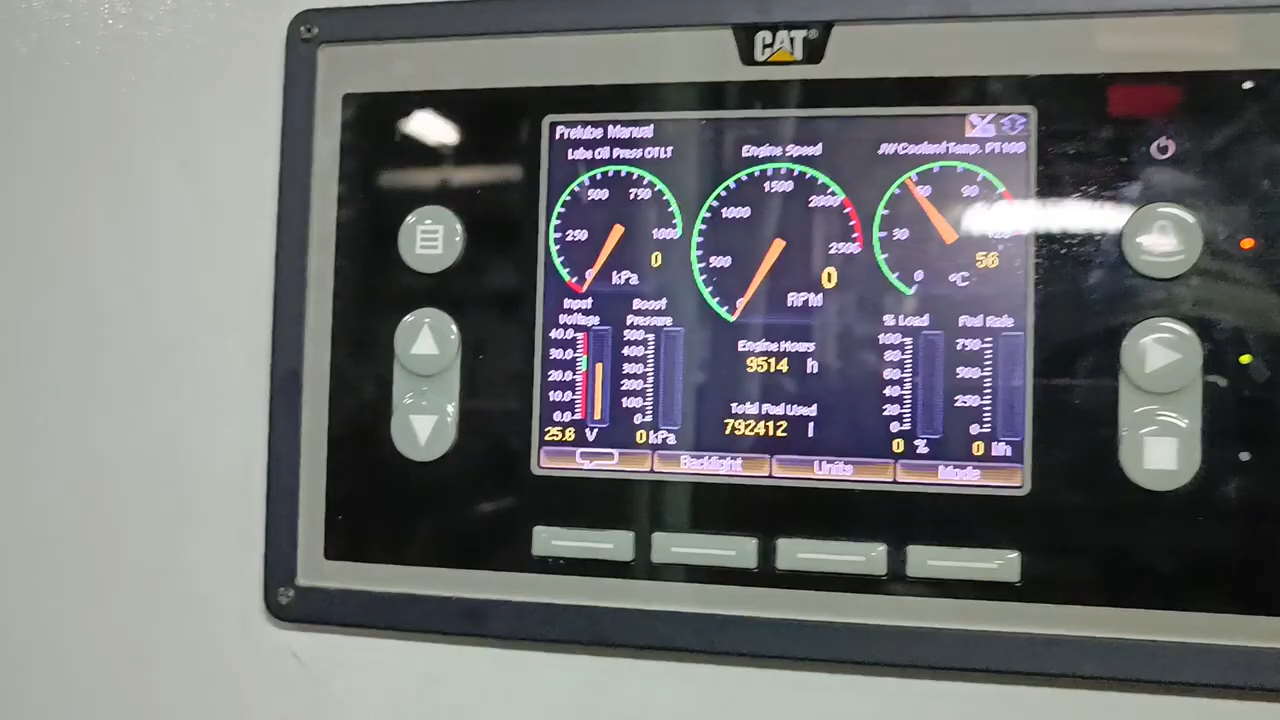 CAT®
Prelube Manual
Lube Oil Press OTLT
500 750
250 1000
0
0
kPa
Engine Speed
1500
1000 2000
500 2500
0
0
RPM
JW Coolant Temp. PT100
60 90
30
0
56
°C
Input
Voltage
40.0
30.0
20.0
10.0
0.0
25.6 V
Boost
Pressure
500
400
300
200
100
0
0 kPa
Engine Hours
9514 h
Total Fuel Used
792412 l
% Load
100
80
60
40
20
0
0 %
Fuel Rate
750
500
250
0
0 l/h
Backlight
Units
Mode